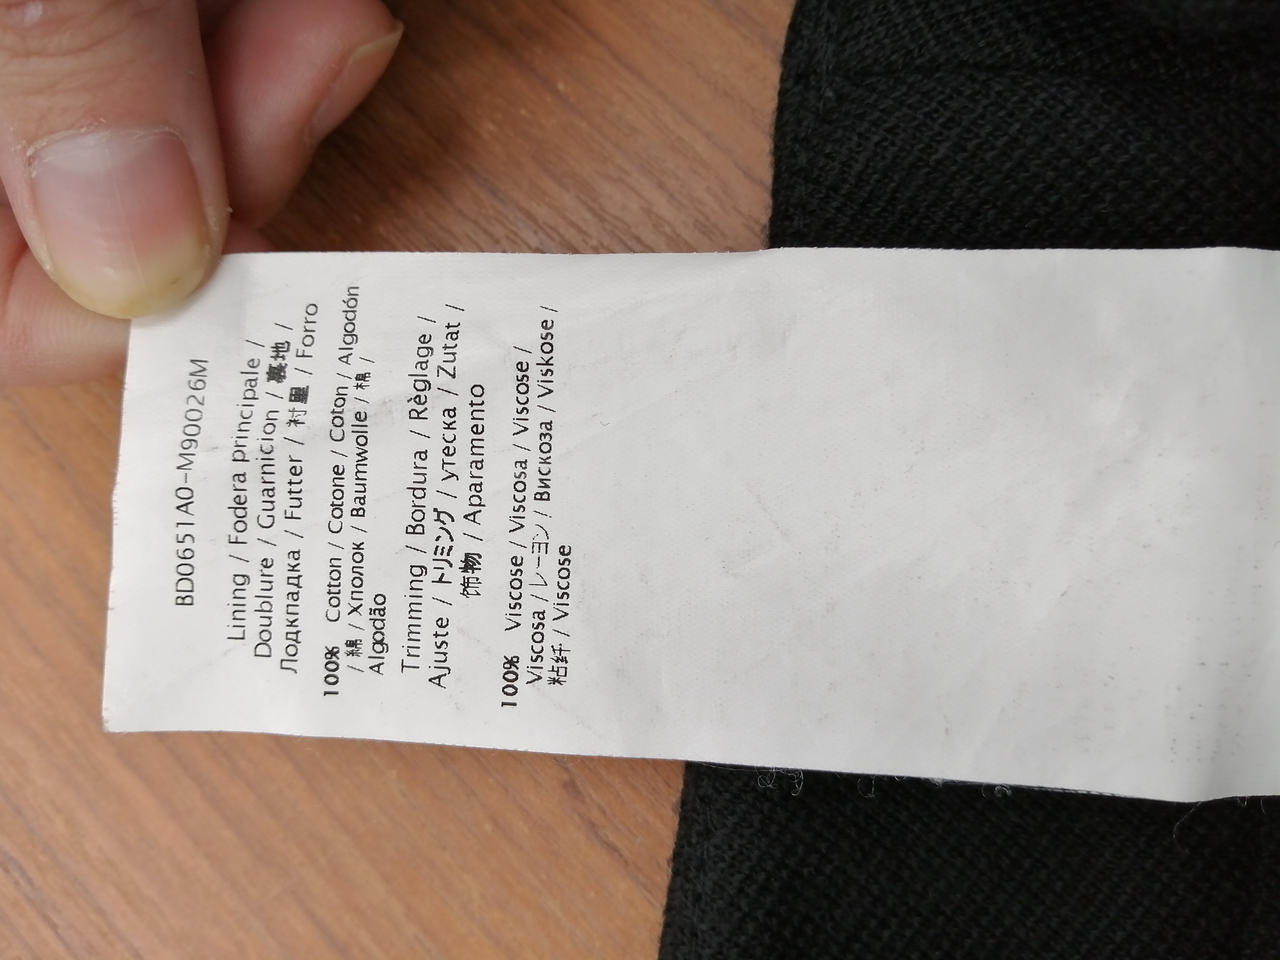 BD0651A0-M90026M
Lining / Fodera principale /
Doublure / Guarnicion / 裏地 /
Лодкпадка / Futter / 衬里 / Forro
100% Cotton / Cotone / Coton / Algodón
/ 綿 / Хполок / Baumwolle / 棉 /
Algodão
Trimming / Bordura / Règlage /
Ajuste / トリミング / утеска / Zutat /
饰物 / Aparamento
100% Viscose / Viscosa / Viscose /
Viscosa / レーヨン / Вискоза / Viskose /
粘纤 / Viscose